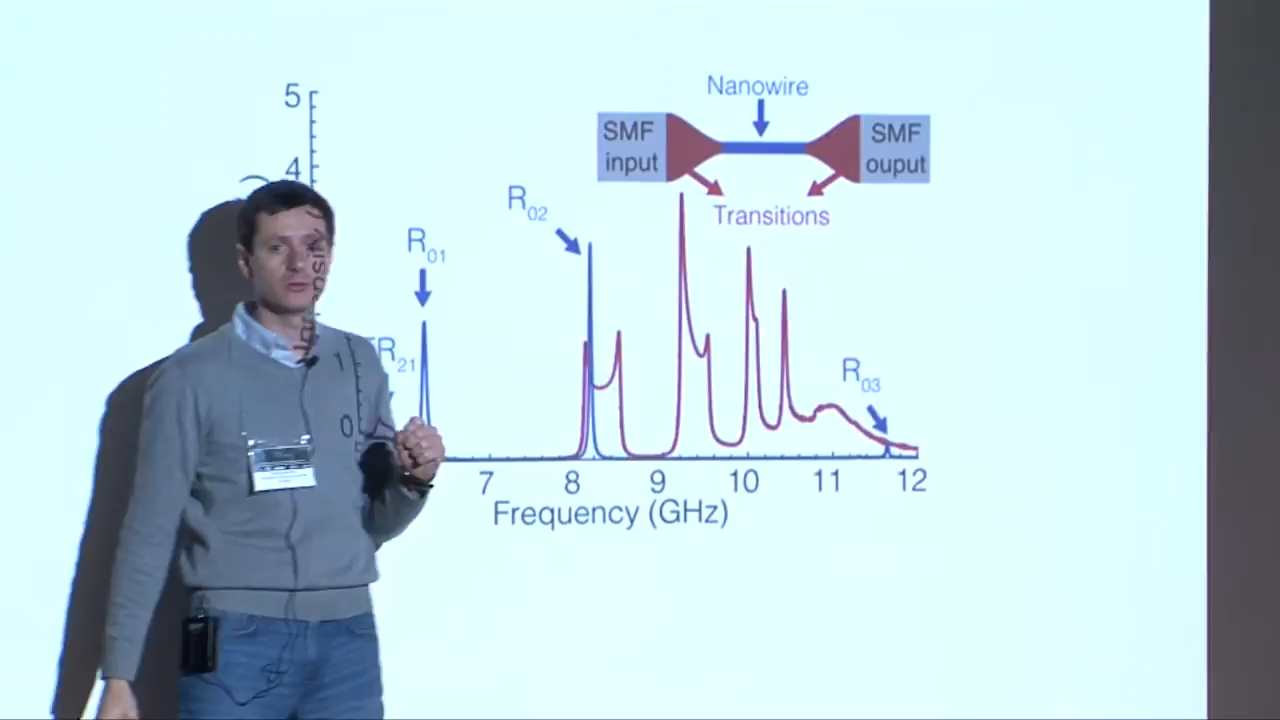 Nanowire
SMF
input
SMF
ouput
Transitions
5
4
1
0
R02
R01
R21
R03
7
8
9
10
11
12
Frequency (GHz)